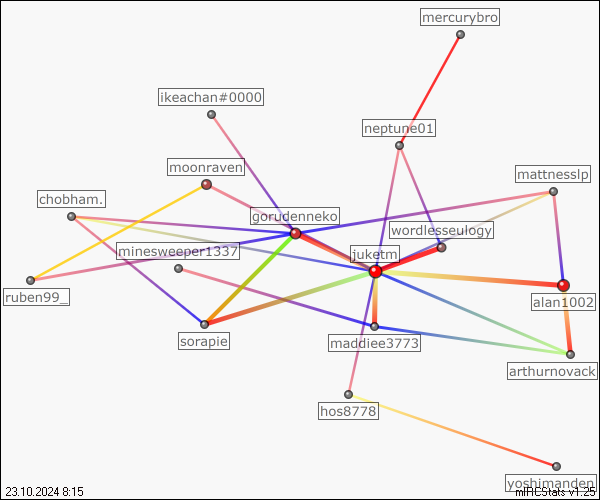 mercurybro
ikeachan#0000
neptune01
moonraven
mattnesslp
chobham.
gorudenneko
wordlesseulogy
minesweeper1337
juketm
ruben99_
alan1002
sorapie
maddiee3773
arthurnovack
hos8778
yoshimanden
23.10.2024 8:15
mIRCStats v1.25